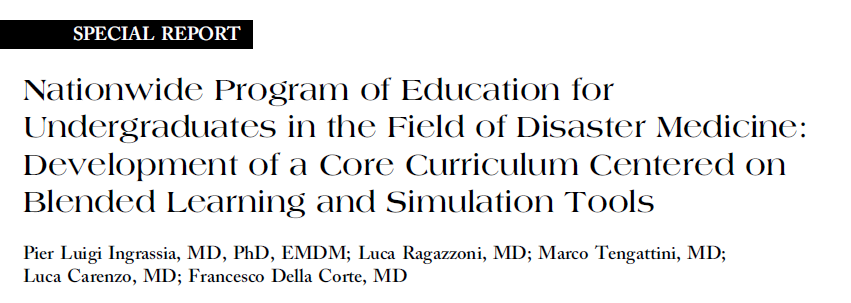 SPECIAL REPORT
Nationwide Program of Education for
Undergraduates in the Field of Disaster Medicine:
Development of a Core Curriculum Centered on
Blended Learning and Simulation Tools
Pier Luigi Ingrassia, MD, PhD, EMDM; Luca Ragazzoni, MD; Marco Tengattini, MD;
Luca Carenzo, MD; Francesco Della Corte, MD